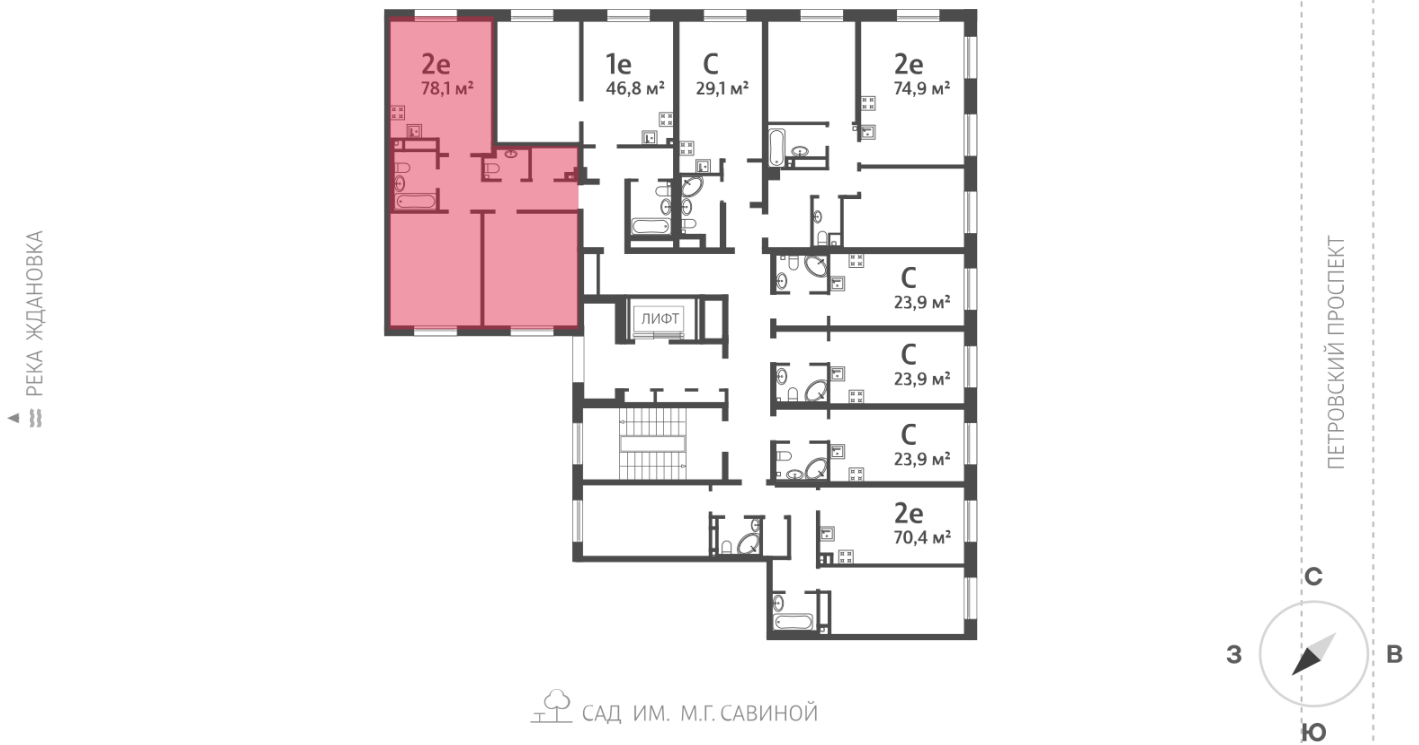 2е
78,1 м²
1е
46,8 м²
С
29,1 м²
2е
74,9 м²
С
23,9 м²
ЛИФТ
С
23,9 м²
С
23,9 м²
2е
70,4 м²
РЕКА ЖДАНОВКА
ПЕТРОВСКИЙ ПРОСПЕКТ
С
З
В
Ю
САД ИМ. М.Г. САВИНОЙ